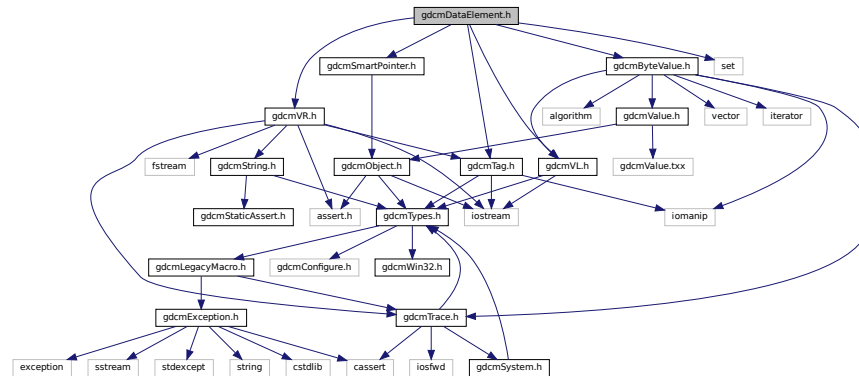 gdcmDataElement.h
gdcmSmartPointer.h
gdcmByteValue.h
set
gdcmVR.h
algorithm
gdcmValue.h
vector
iterator
fstream
gdcmString.h
gdcmObject.h
gdcmTag.h
gdcmVL.h
gdcmValue.txx
gdcmStaticAssert.h
assert.h
gdcmTypes.h
iostream
iomanip
gdcmLegacyMacro.h
gdcmConfigure.h
gdcmWin32.h
gdcmException.h
gdcmTrace.h
exception
sstream
stdexcept
string
cstdlib
cassert
iosfwd
gdcmSystem.h